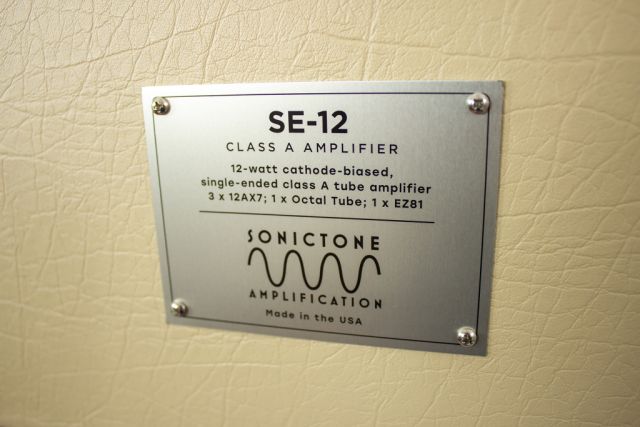 SE-12
CLASS A AMPLIFIER
12-watt cathode-biased,
single-ended class A tube amplifier
3 x 12AX7; 1 x Octal Tube; 1 x EZ81
SONICTONE
AMPLIFICATION
Made in the USA